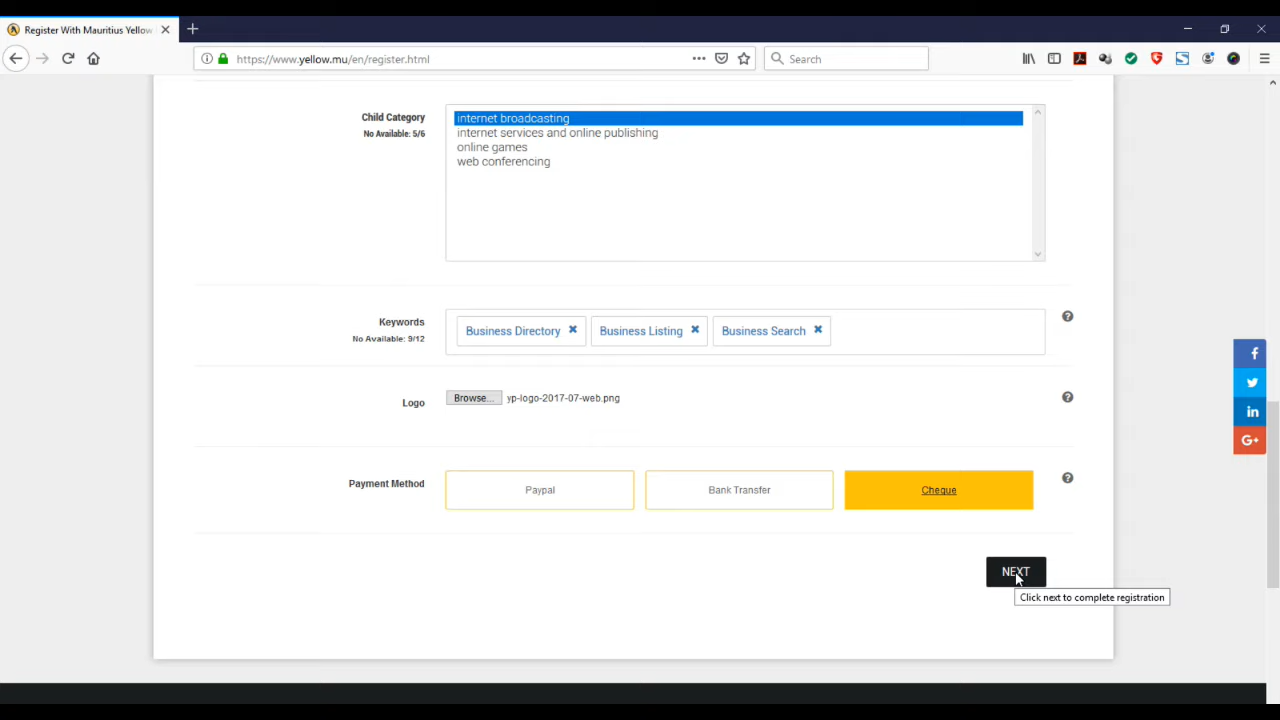 Register With Mauritius Yellow
https://www.yellow.mu/en/register.html
Search
Child Category
No Available: 5/6
internet broadcasting
internet services and online publishing
online games
web conferencing
Keywords
No Available: 9/12
Business Directory
Business Listing
Business Search
Logo
Browse...
yp-logo-2017-07-web.png
Payment Method
Paypal
Bank Transfer
Cheque
NEXT
Click next to complete registration